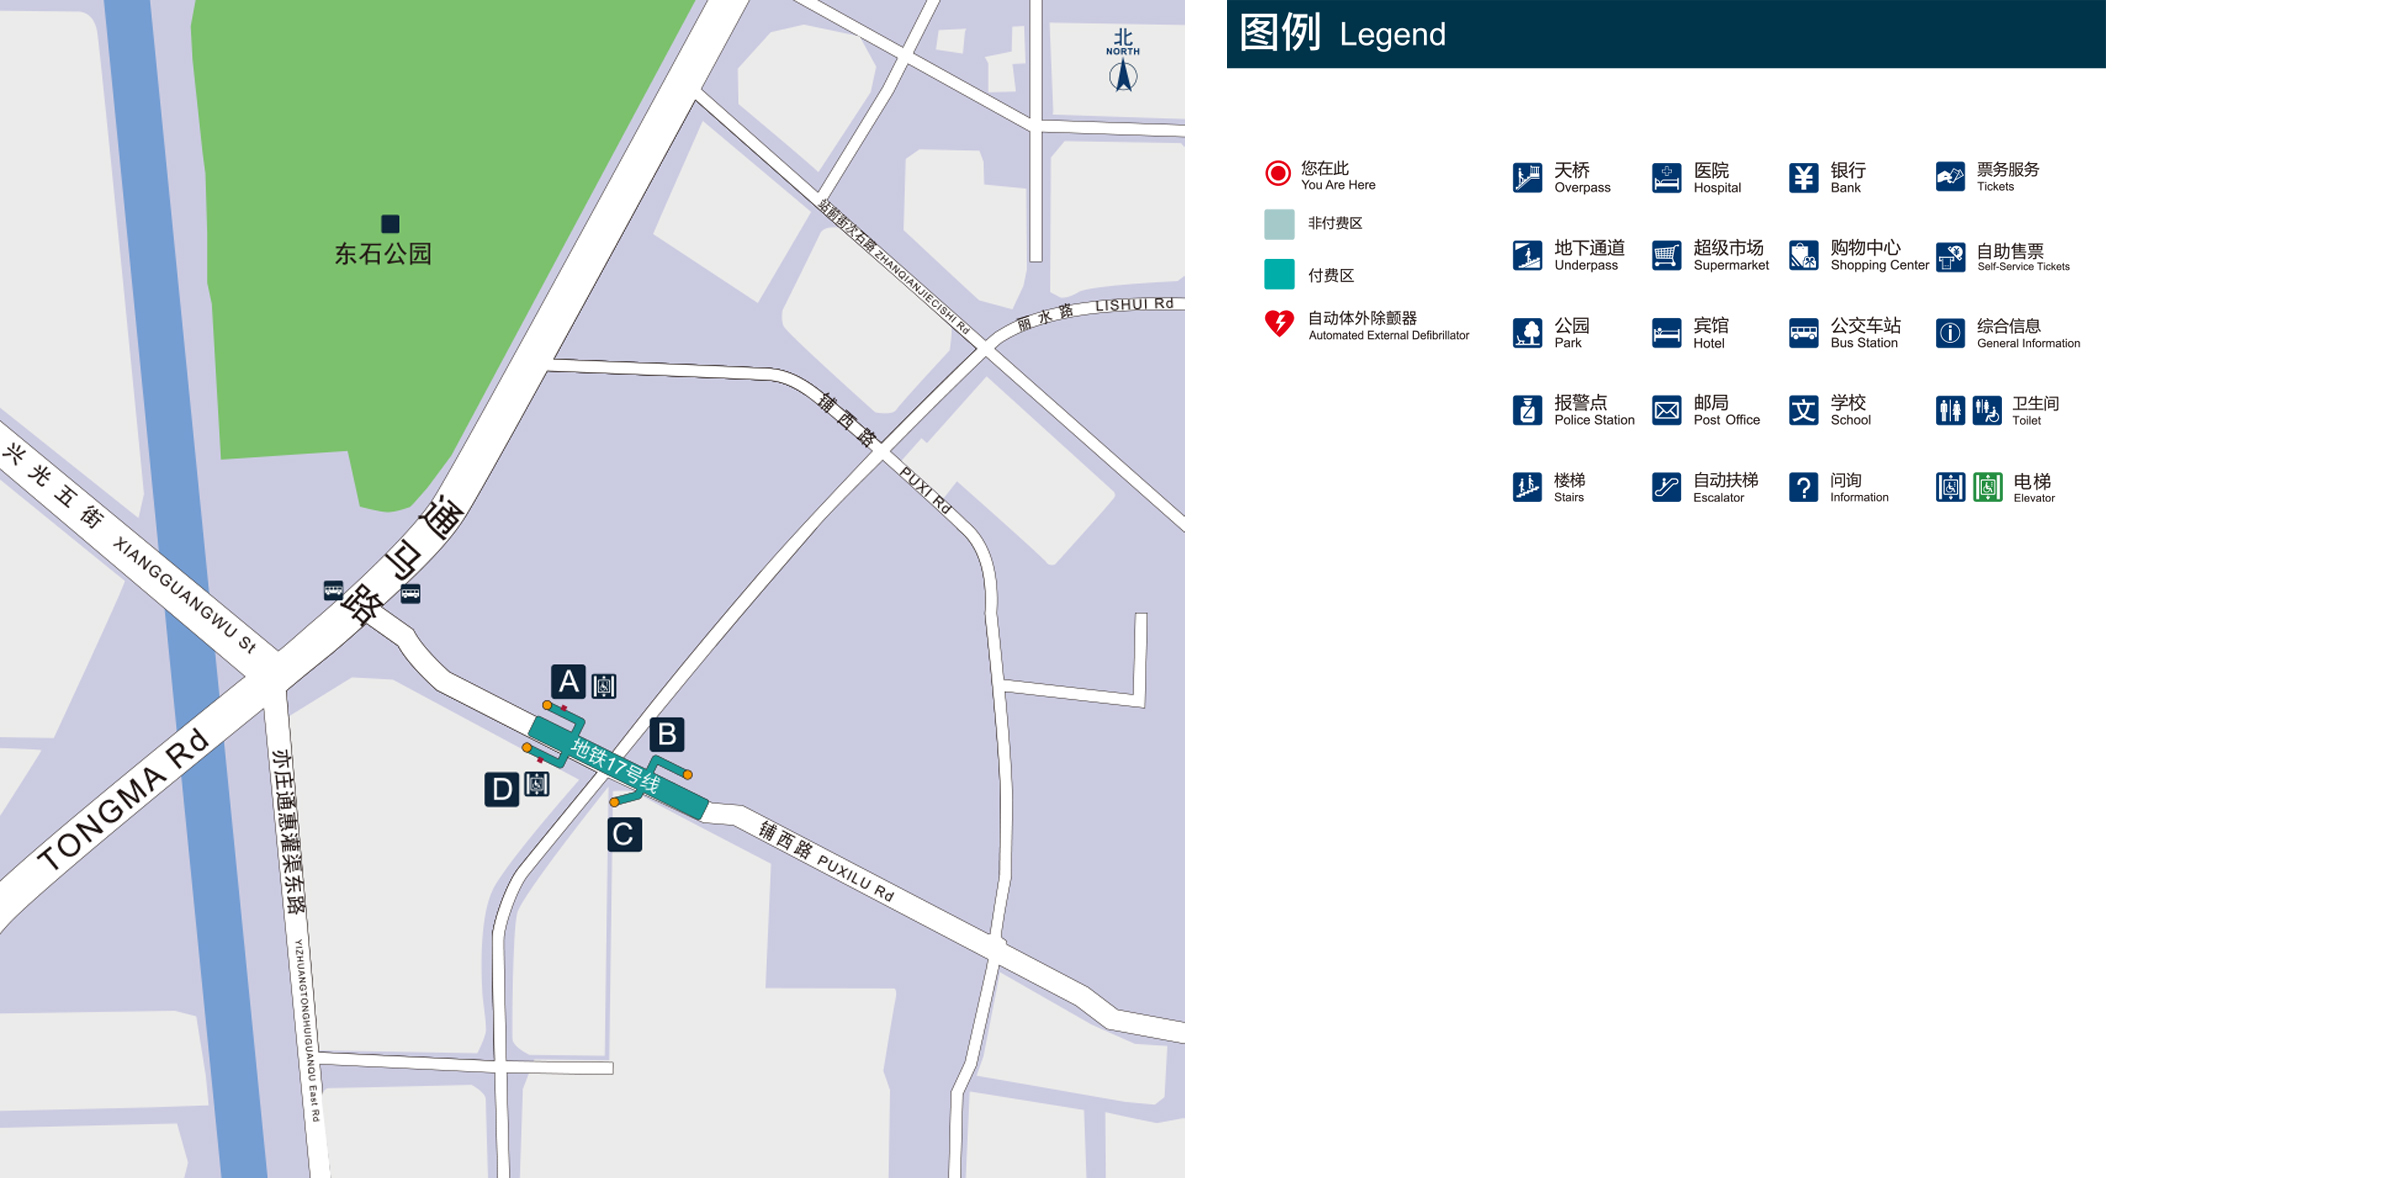 北
NORTH
东石公园
站前街次石路 ZHANQIANJIECISHI Rd
丽水路 LISHUI Rd
铺西路
PUXI Rd
兴光五街
XIANGGUANGWU St
通马路
TONGMA Rd
A
B
地铁17号线
D
C
亦庄通惠灌渠东路
YIZHUANGTONGHUIGUANQU East Rd
铺西路 PUXILU Rd
图例 Legend
您在此
You Are Here
非付费区
付费区
自动体外除颤器
Automated External Defibrillator
天桥
Overpass
医院
Hospital
银行
Bank
票务服务
Tickets
地下通道
Underpass
超级市场
Supermarket
购物中心
Shopping Center
自助售票
Self-Service Tickets
公园
Park
宾馆
Hotel
公交车站
Bus Station
综合信息
General Information
报警点
Police Station
邮局
Post Office
文
学校
School
卫生间
Toilet
楼梯
Stairs
自动扶梯
Escalator
?
问询
Information
电梯
Elevator